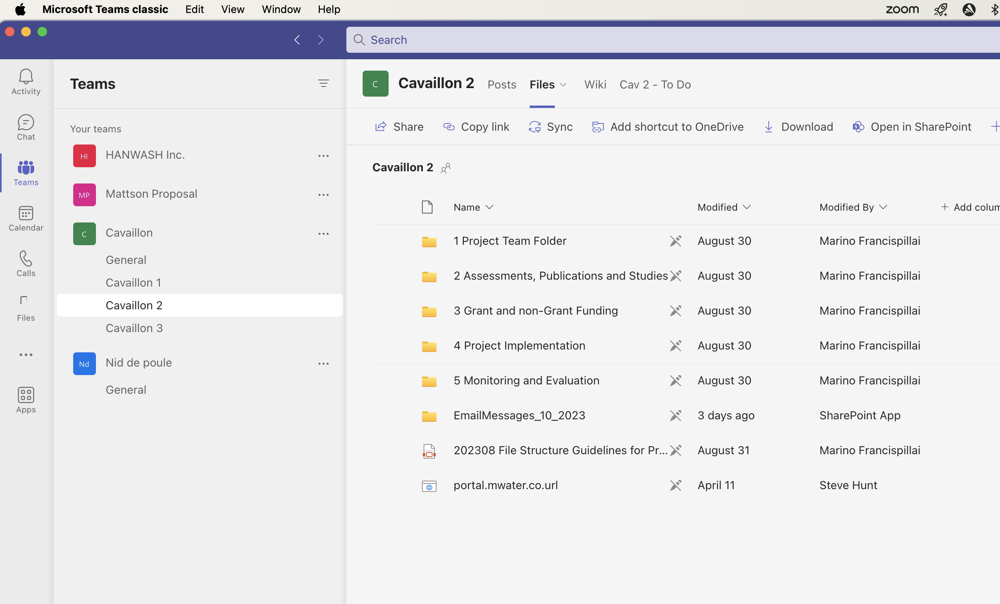 Microsoft Teams classic Edit View Window Help zoom
Search
Activity
Chat
Teams
Calendar
Calls
Files
Apps
Teams
Your teams
HI HANWASH Inc.
MP Mattson Proposal
C Cavaillon
General
Cavaillon 1
Cavaillon 2
Cavaillon 3
Nd Nid de poule
General
C Cavaillon 2 Posts Files Wiki Cav 2 - To Do
Share Copy link Sync Add shortcut to OneDrive Download Open in SharePoint
Cavaillon 2
Name Modified Modified By + Add colum
1 Project Team Folder August 30 Marino Francispillai
2 Assessments, Publications and Studies August 30 Marino Francispillai
3 Grant and non-Grant Funding August 30 Marino Francispillai
4 Project Implementation August 30 Marino Francispillai
5 Monitoring and Evaluation August 30 Marino Francispillai
EmailMessages_10_2023 3 days ago SharePoint App
202308 File Structure Guidelines for Pr... August 31 Marino Francispillai
portal.mwater.co.url April 11 Steve Hunt